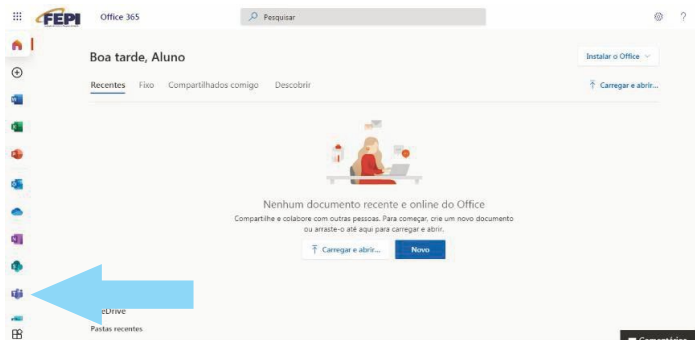 FEPI Office 365 Pesquisar ?
Boa tarde, Aluno Instalar o Office
Recentes Fixo Compartilhados comigo Descobrir Carregar e abrir...
Nenhum documento recente e online do Office
Compartilhe e colabore com outras pessoas. Para começar, crie um novo documento
ou arraste-o até aqui para carregar e abrir.
Carregar e abrir... Novo
eDrive
Pastas recentes
Comentários